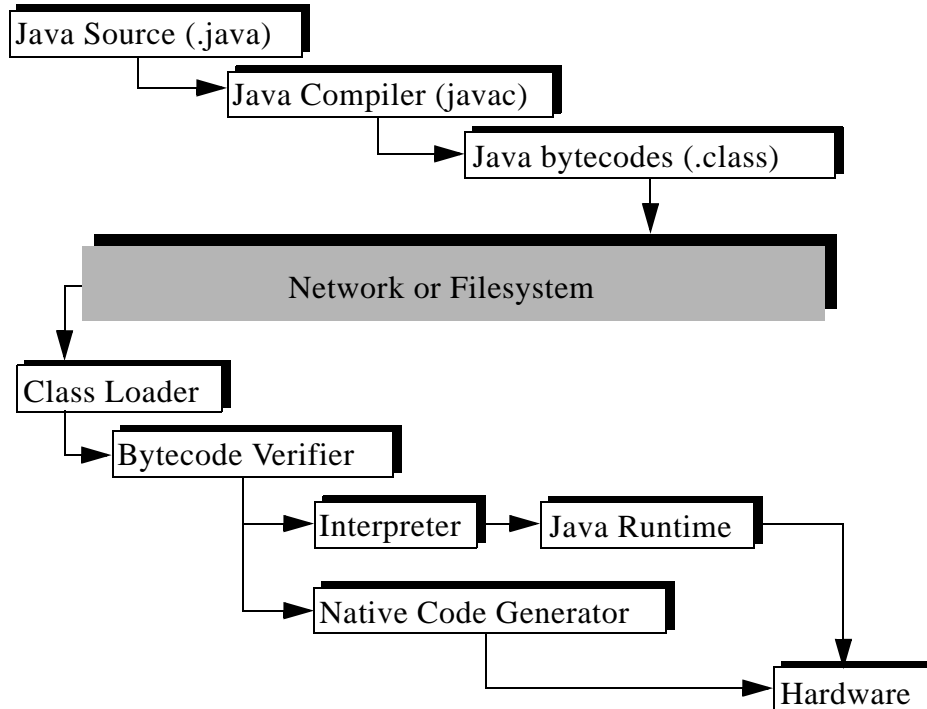 Java Source (.java)
Java Compiler (javac)
Java bytecodes (.class)
Network or Filesystem
Class Loader
Bytecode Verifier
Interpreter
Java Runtime
Native Code Generator
Hardware